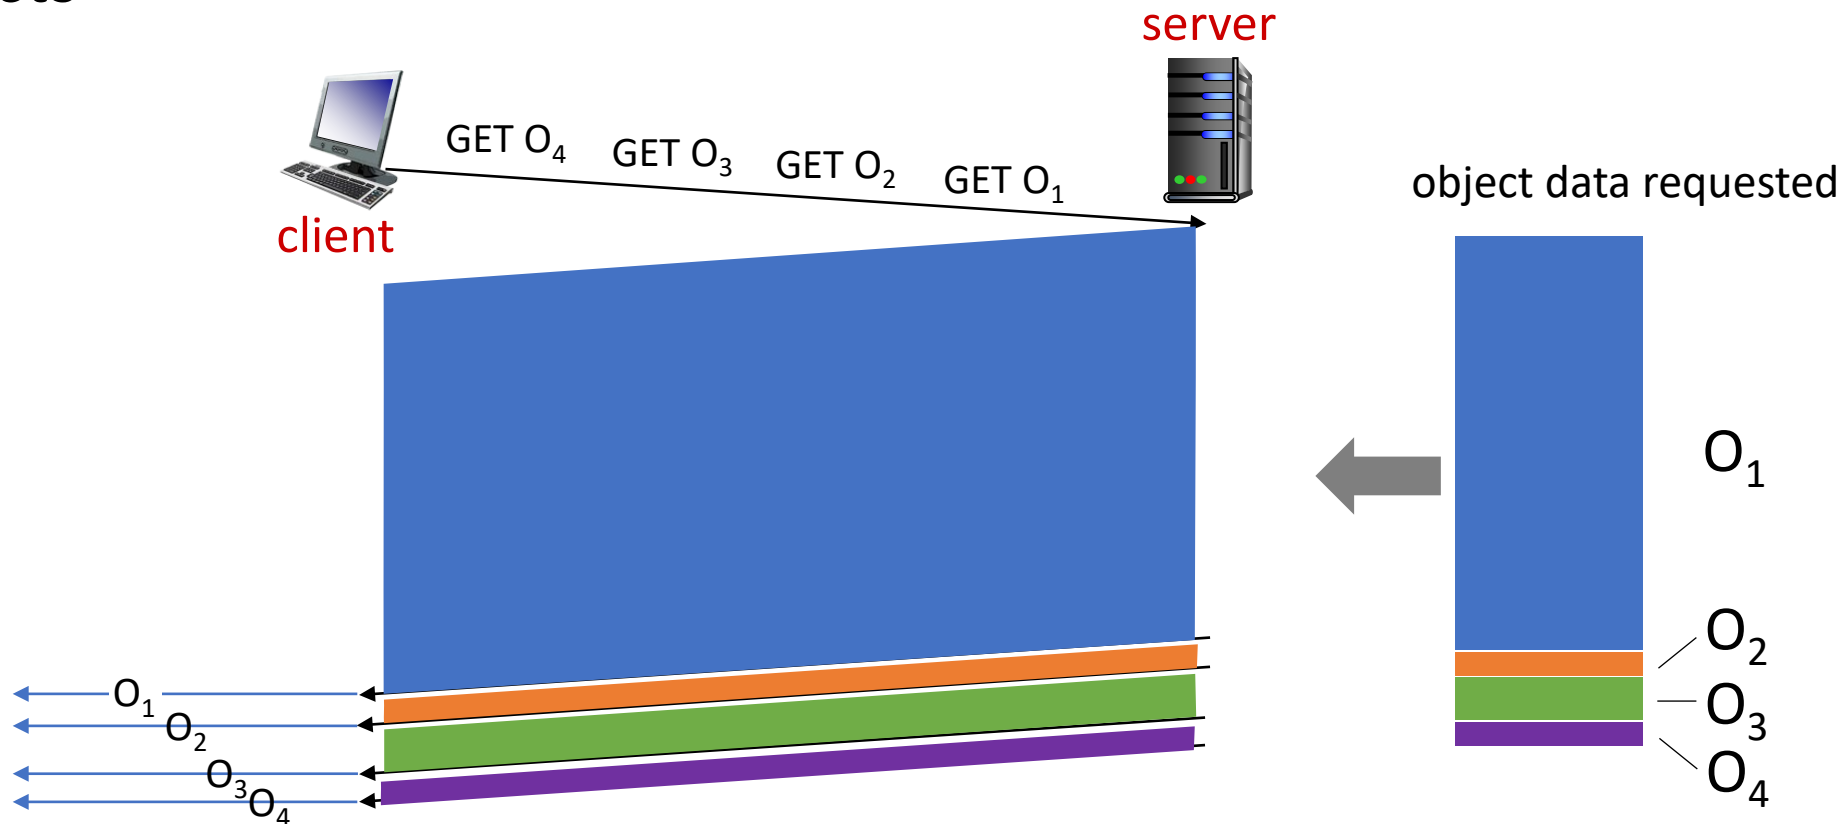 server
GET O₄
GET O₃
GET O₂
GET O₁
object data requested
client
O₁
O₂
O₃
O₄
O₁
O₂
O₃
O₄